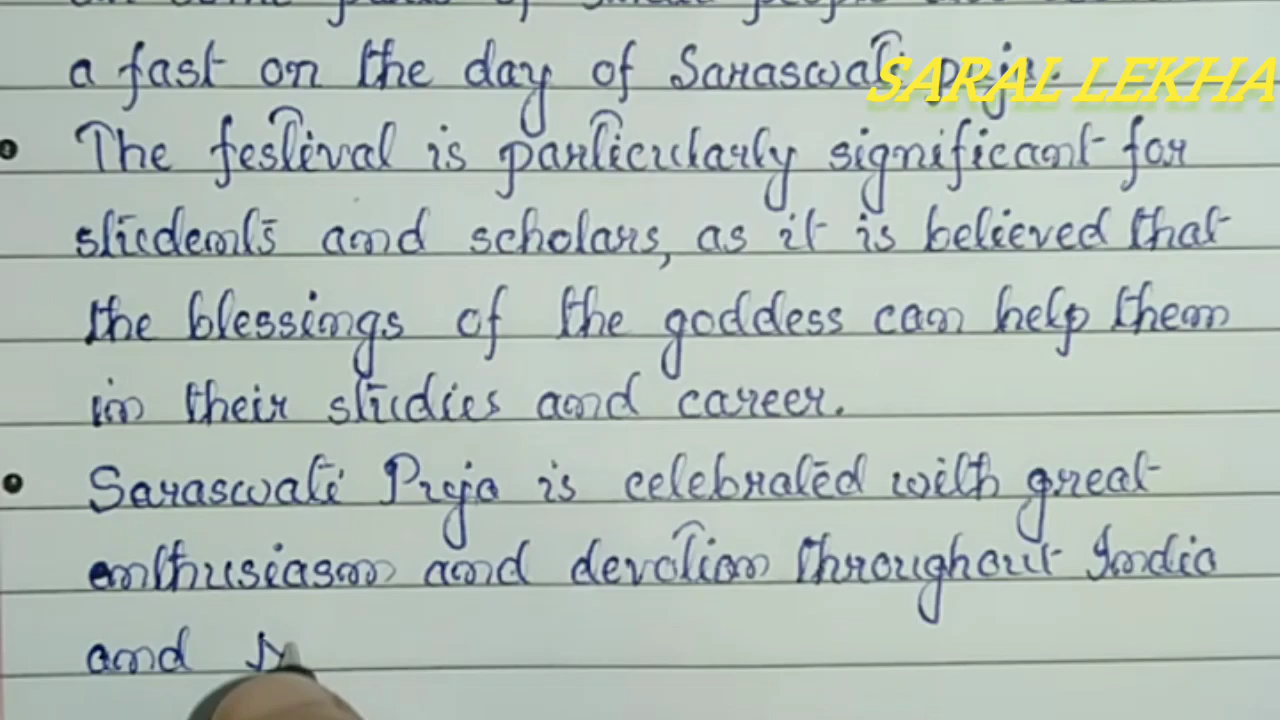 a fast on the day of Saraswati puja.
SARAL LEKHA
• The festival is particularly significant for
students and scholars, as it is believed that
the blessings of the goddess can help them
in their studies and career.
• Saraswati Puja is celebrated with great
enthusiasm and devotion throughout India
and